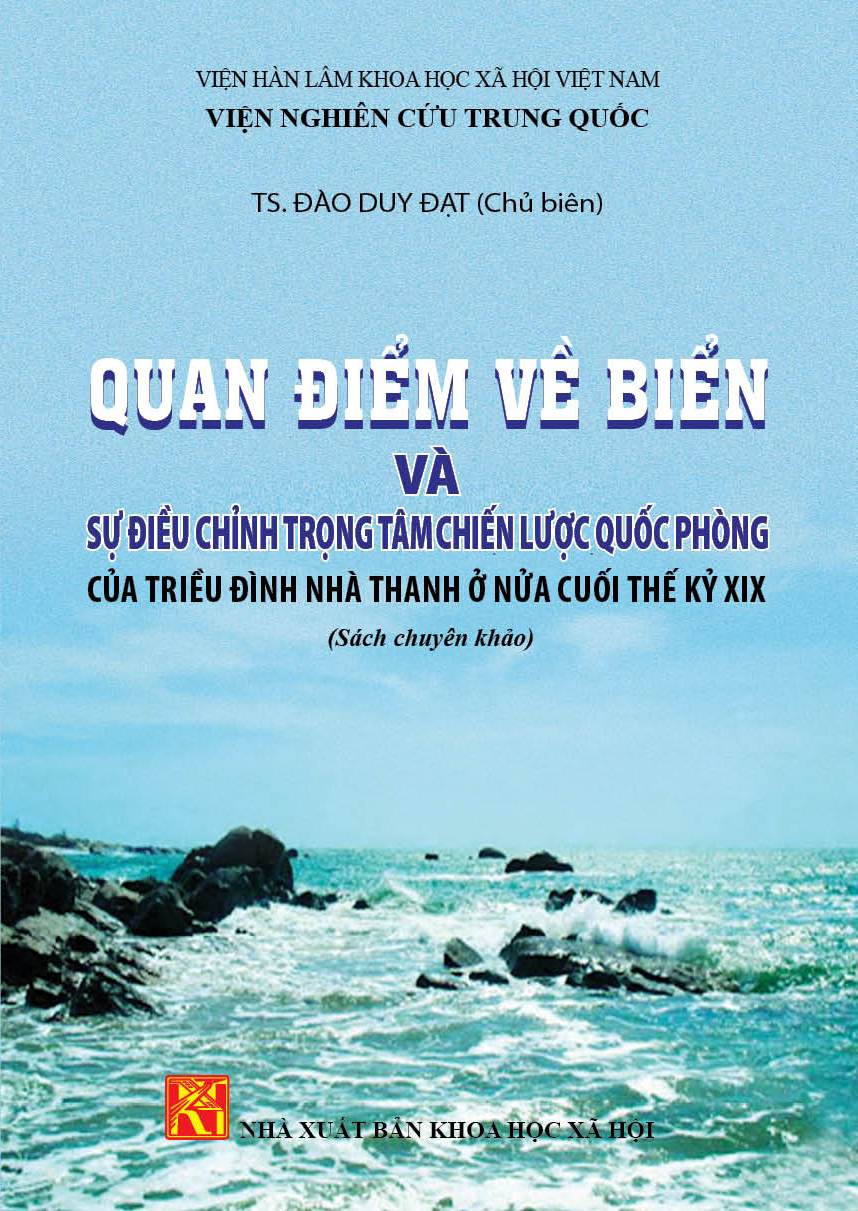 VIỆN HÀN LÂM KHOA HỌC XÃ HỘI VIỆT NAM
VIỆN NGHIÊN CỨU TRUNG QUỐC
TS. ĐÀO DUY ĐẠT (Chủ biên)
QUAN ĐIỂM VỀ BIỂN
VÀ
SỰ ĐIỀU CHỈNH TRỌNG TÂM CHIẾN LƯỢC QUỐC PHÒNG
CỦA TRIỀU ĐÌNH NHÀ THANH Ở NỬA CUỐI THẾ KỶ XIX
(Sách chuyên khảo)
NHÀ XUẤT BẢN KHOA HỌC XÃ HỘI